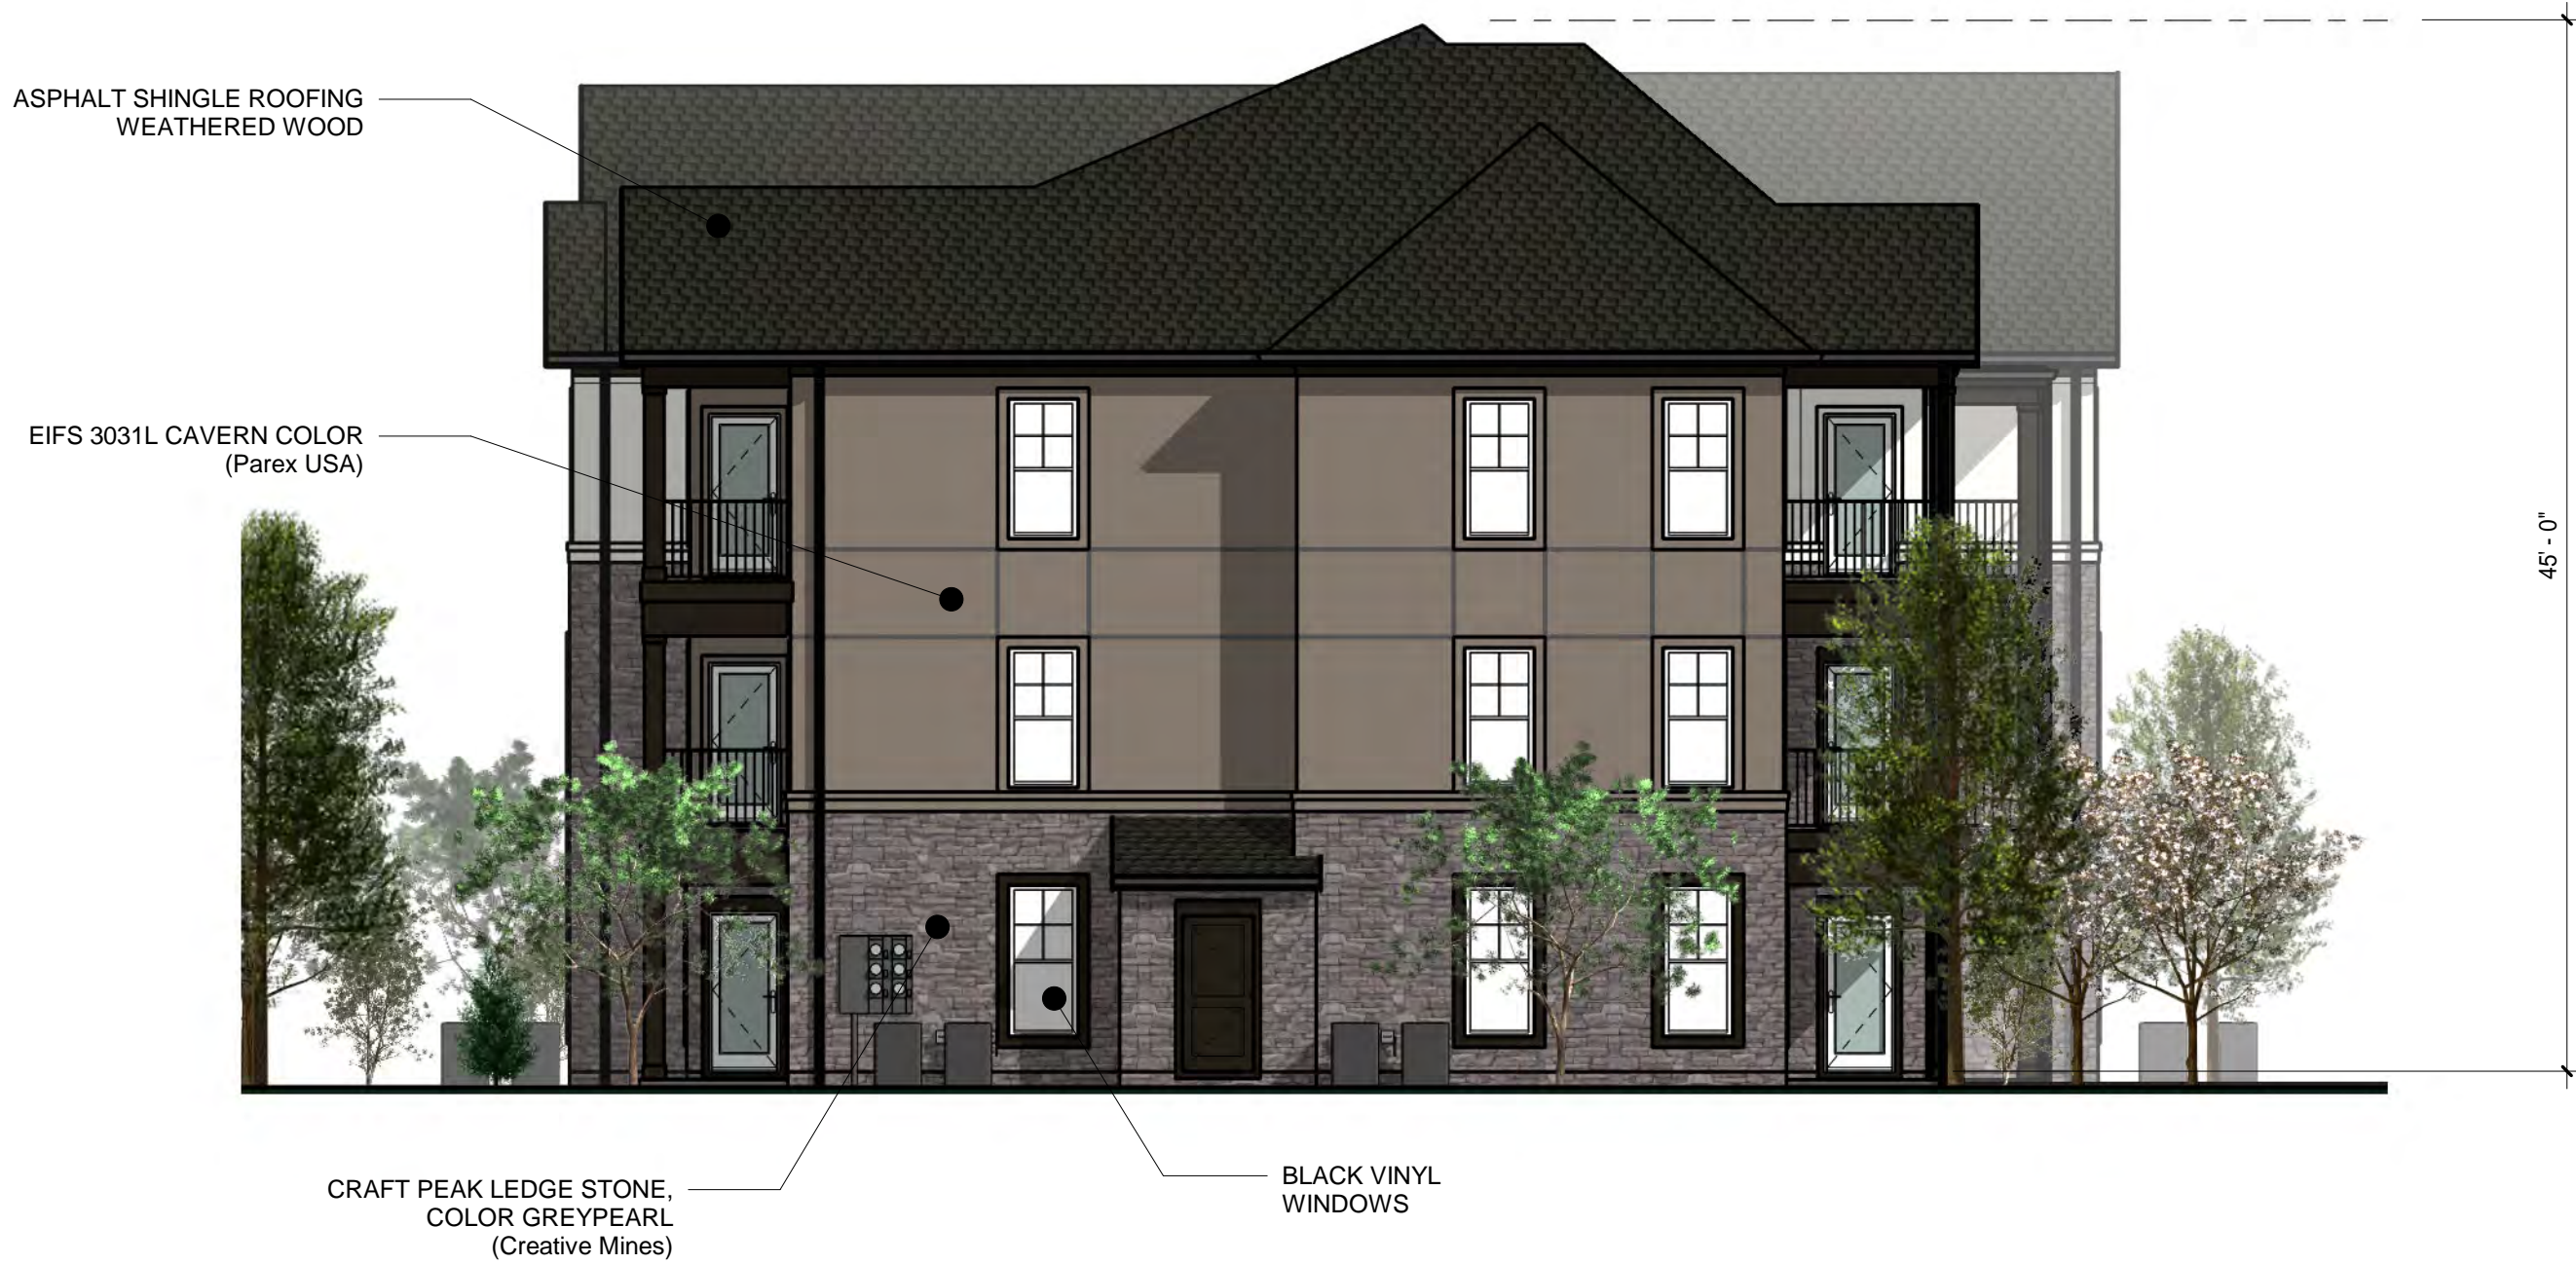 ASPHALT SHINGLE ROOFING
WEATHERED WOOD
EIFS 3031L CAVERN COLOR
(Parex USA)
45' - 0"
CRAFT PEAK LEDGE STONE,
COLOR GREYPEARL
(Creative Mines)
BLACK VINYL
WINDOWS